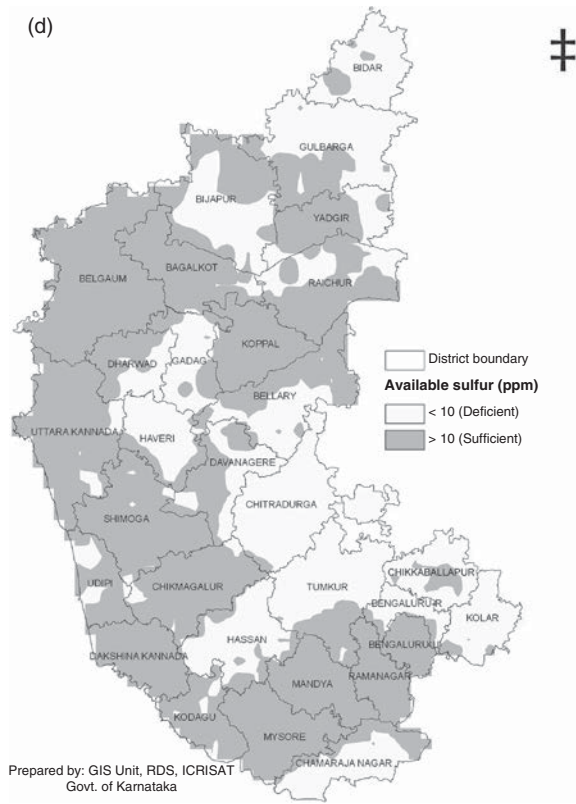 (d)
‡
BIDAR
GULBARGA
BIJAPUR
YADGIR
BELGAUM
BAGALKOT
RAICHUR
KOPPAL
DHARWAD
GADAG
BELLARY
UTTARA KANNADA
HAVERI
DAVANAGERE
CHITRADURGA
SHIMOGA
UDIPI
CHIKMAGALUR
TUMKUR
CHIKKABALLAPUR
BENGALURU-R
KOLAR
HASSAN
DAKSHINA KANNADA
MANDYA
RAMANAGAR
KODAGU
MYSORE
CHAMARAJA NAGAR
District boundary
Available sulfur (ppm)
< 10 (Deficient)
> 10 (Sufficient)
Prepared by: GIS Unit, RDS, ICRISAT
Govt. of Karnataka